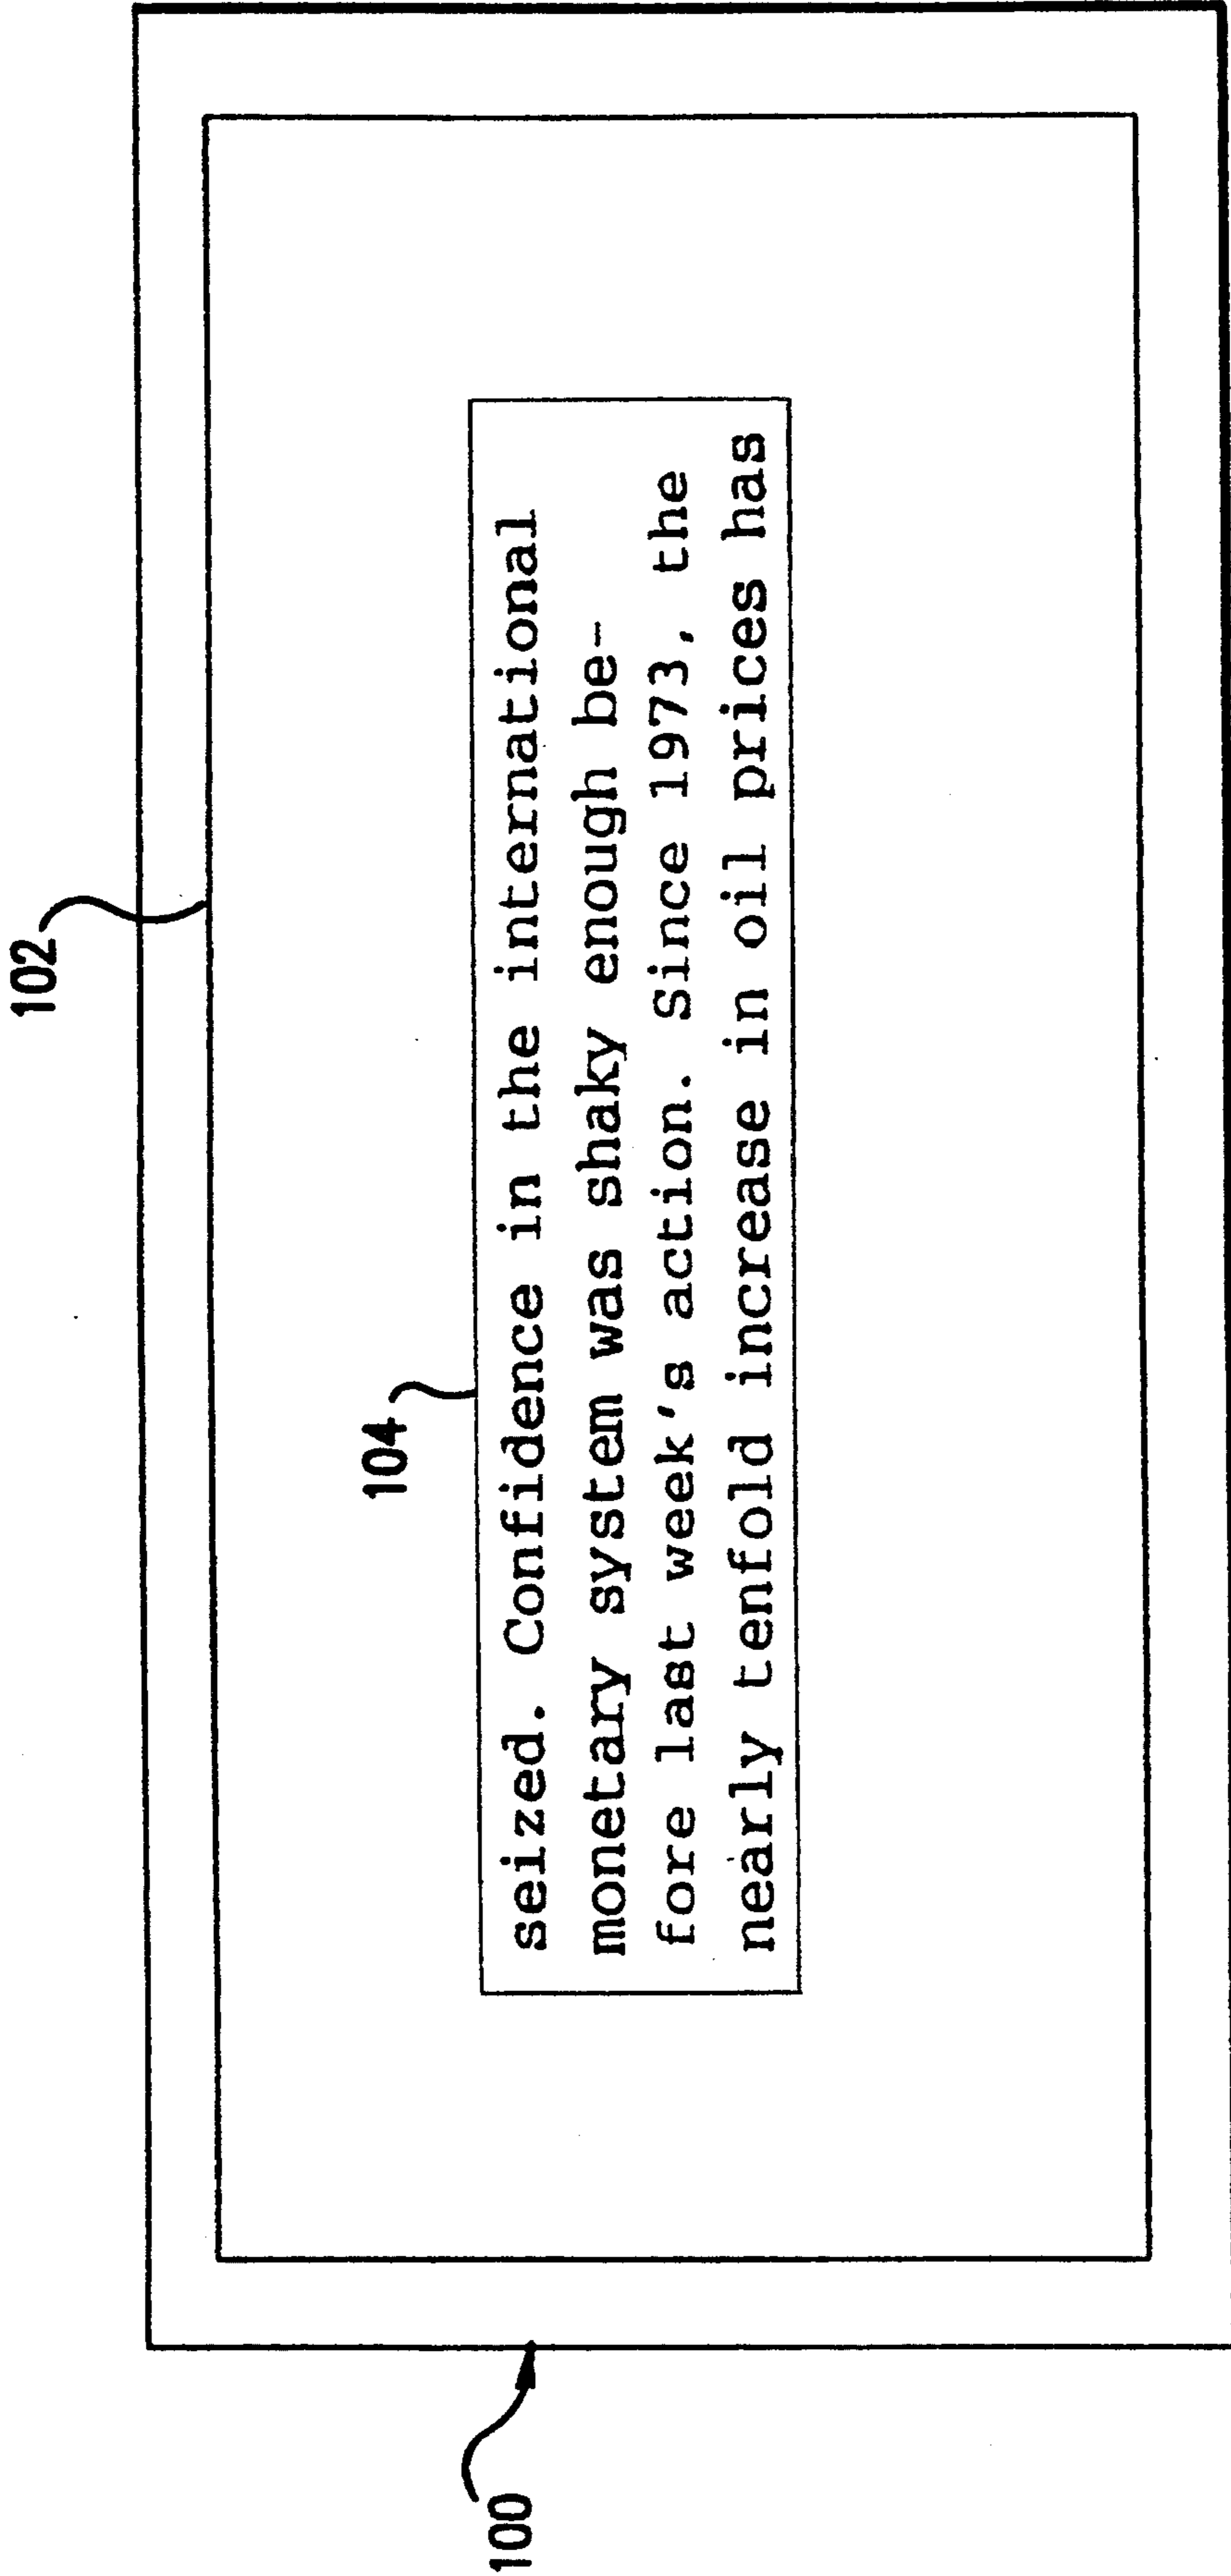 102
104
seized. Confidence in the international
monetary system was shaky enough be-
fore last week's action. Since 1973, the
nearly tenfold increase in oil prices has
100